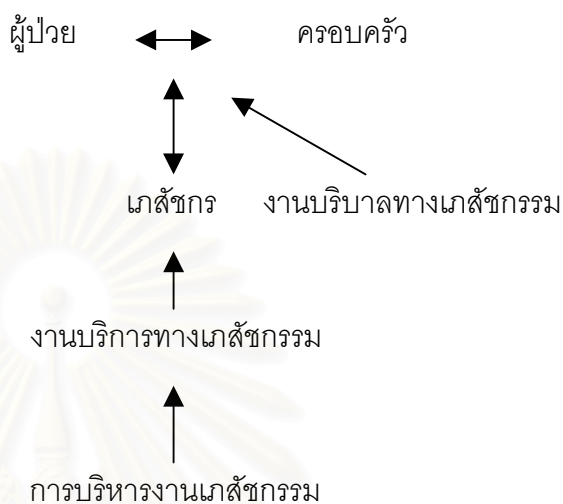 ผู้ป่วย ครอบครัว
เภสัชกร งานบริบาลทางเภสัชกรรม
งานบริการทางเภสัชกรรม
การบริหารงานเภสัชกรรม